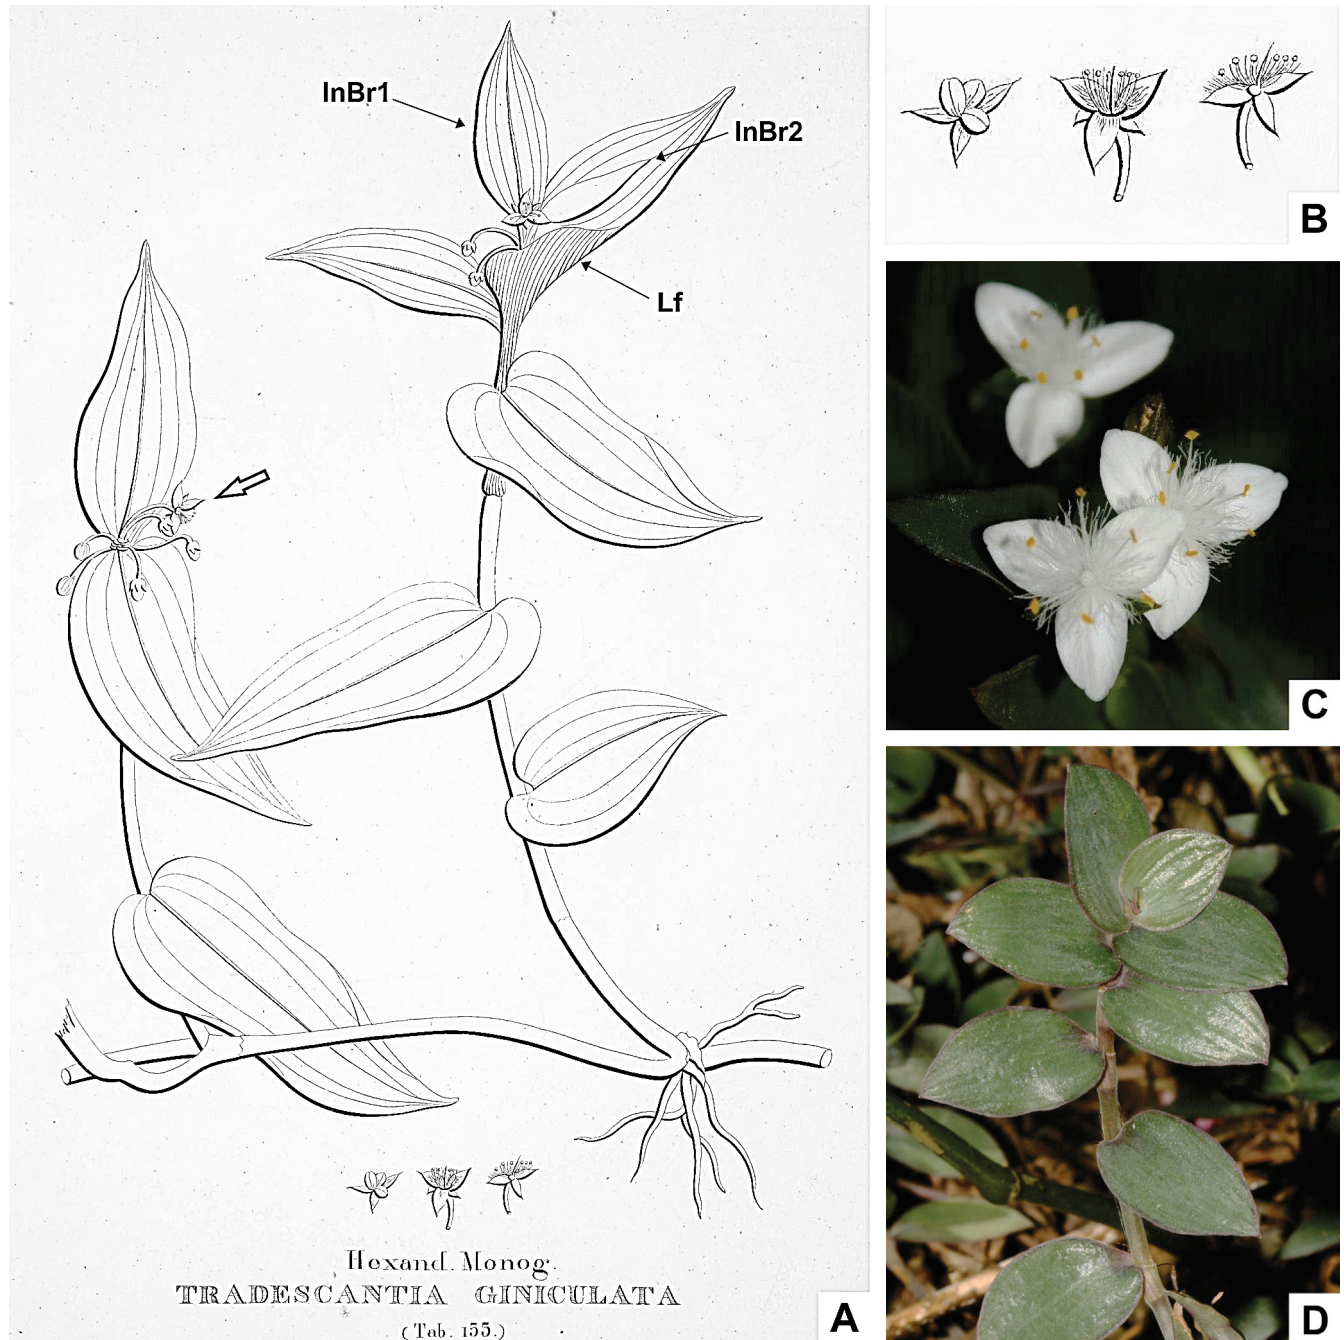 InBr1
InBr2
Lf
Hexand. Monog.
TRADESCANTIA GINICULATA
(Tab. 155.)
A
B
C
D